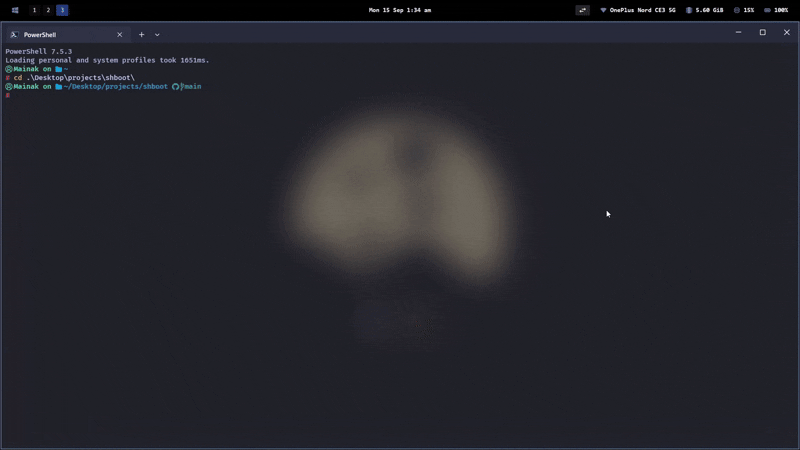 1 2 3
Mon 15 Sep 1:34 am
OnePlus Nord CE3 5G 5.60 GiB 15% 100%
PowerShell
PowerShell 7.5.3
Loading personal and system profiles took 1651ms.
Mainak on ~
# cd .\Desktop\projects\shboot\
Mainak on ~/Desktop/projects/shboot main
#